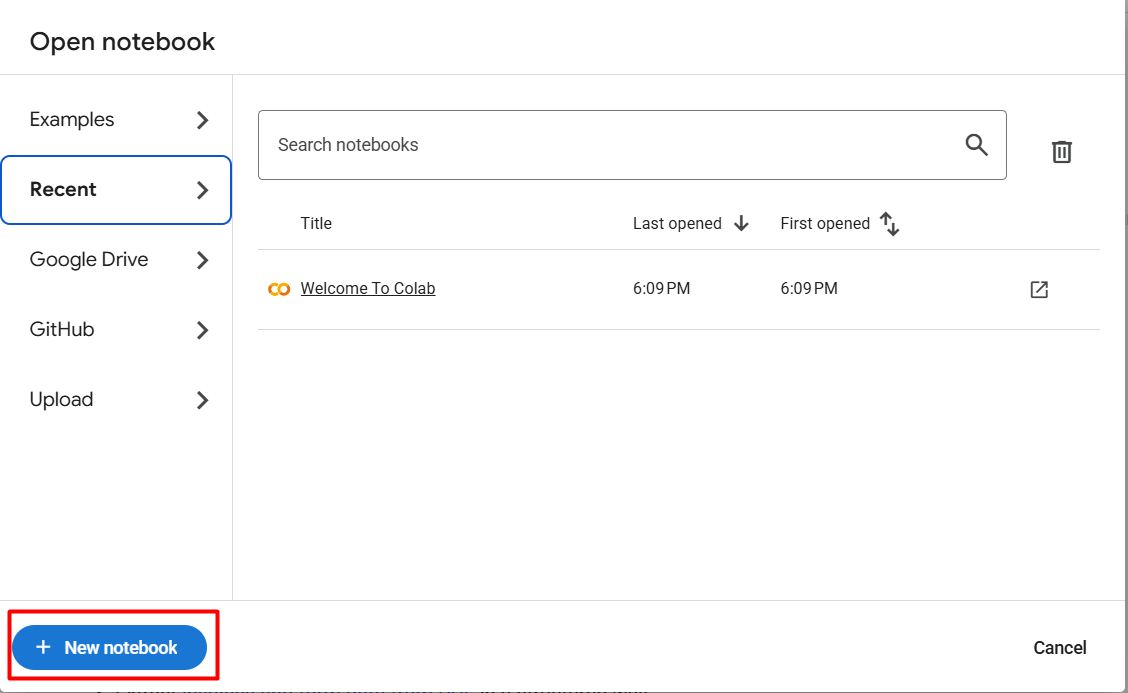 Open notebook
Examples
Recent
Google Drive
GitHub
Upload
Search notebooks
Title Last opened First opened
Welcome To Colab 6:09 PM 6:09 PM
+ New notebook
Cancel